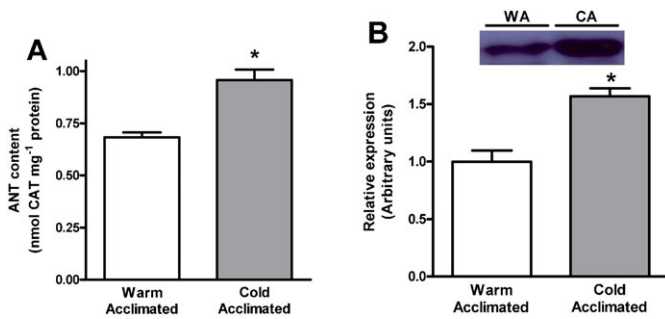 A
*
1.00
0.75
0.50
0.25
0.00
ANT content
(nmol CAT mg⁻¹ protein)
Warm
Acclimated
Cold
Acclimated
B
WA
CA
*
2.0
1.5
1.0
0.5
0.0
Relative expression
(Arbitrary units)
Warm
Acclimated
Cold
Acclimated